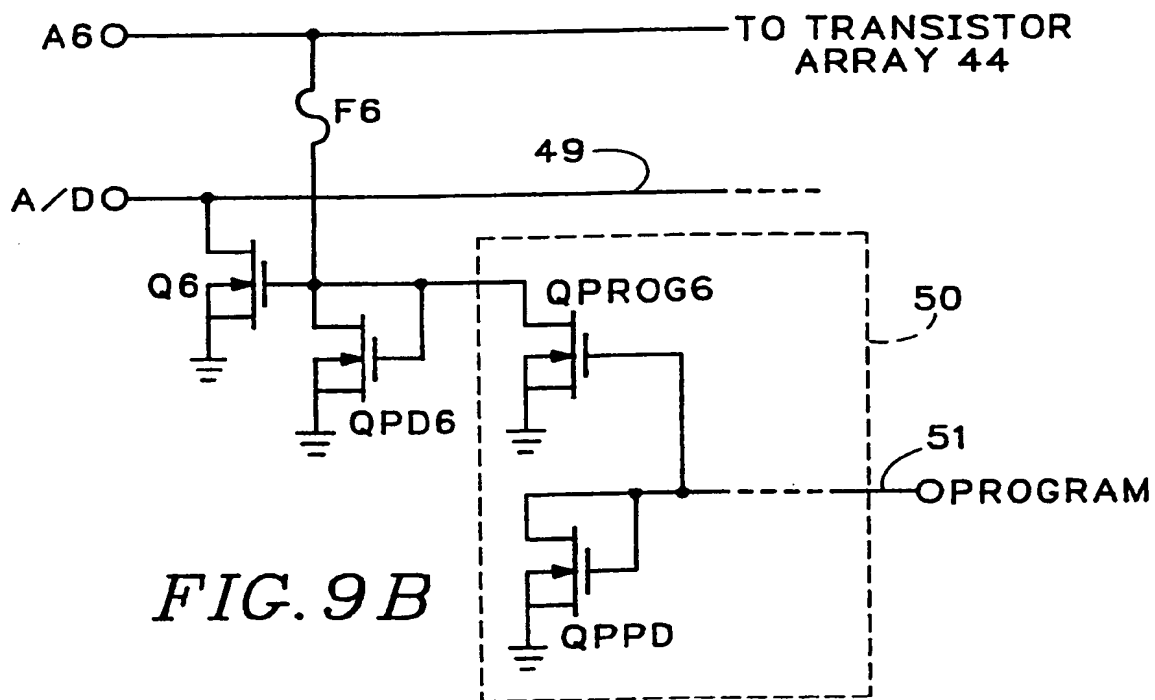 A6
TO TRANSISTOR
ARRAY 44
F6
49
A/D
Q6
QPROG6
50
QPD6
51
PROGRAM
FIG. 9B
QPPD